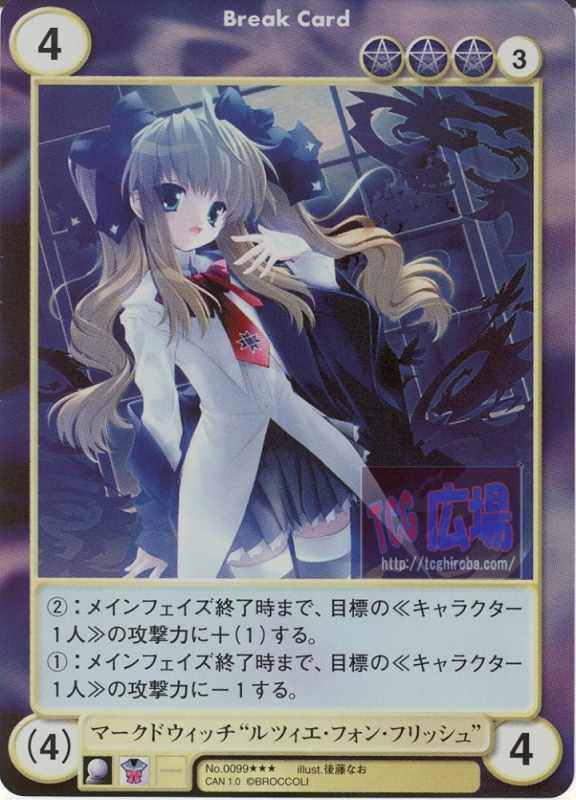 Break Card
4
3
TCG 広場
http://tcghiroba.com/
②：メインフェイズ終了時まで、目標の≪キャラクター
1人≫の攻撃力に＋(1)する。
①：メインフェイズ終了時まで、目標の≪キャラクター
1人≫の攻撃力に－1する。
(4)
マークドウィッチ“ルツィエ・フォン・フリッシュ”
4
No.0099★★★ illust.後藤なお
CAN 1.0 ©BROCCOLI